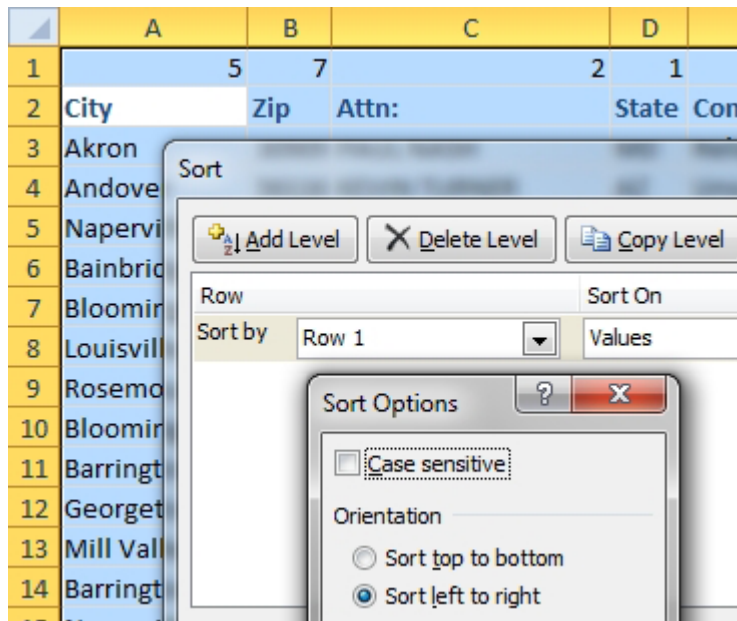 A B C D
1 5 7 2 1
2 City Zip Attn: State Con
3 Akron
4 Andove
5 Napervi
6 Bainbrid
7 Bloomin
8 Louisvill
9 Rosemo
10 Bloomin
11 Barringt
12 Georget
13 Mill Vall
14 Barringt
Sort
Add Level Delete Level Copy Level
Row Sort On
Sort by Row 1 Values
Sort Options
Case sensitive
Orientation
Sort top to bottom
Sort left to right